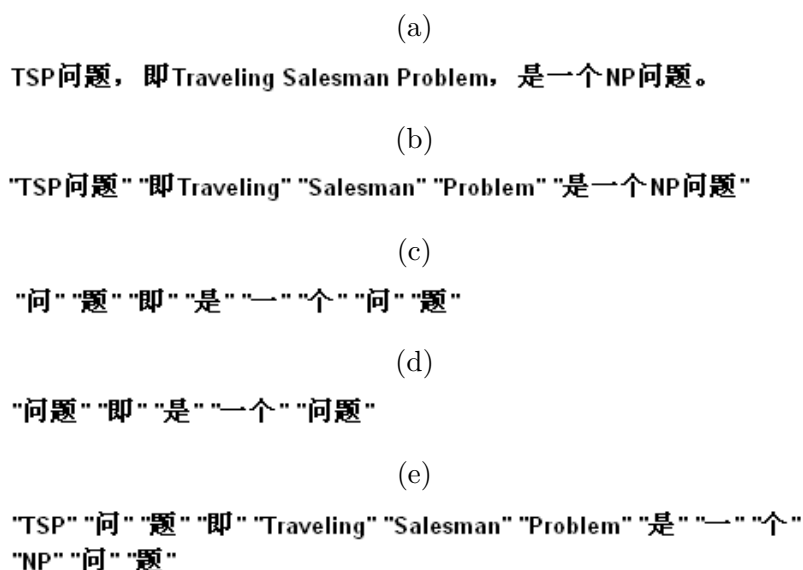 (a)
TSP问题，即Traveling Salesman Problem，是一个NP问题。
(b)
"TSP问题" "即Traveling" "Salesman" "Problem" "是一个NP问题"
(c)
"问" "题" "即" "是" "一" "个" "问" "题"
(d)
"问题" "即" "是" "一个" "问题"
(e)
"TSP" "问" "题" "即" "Traveling" "Salesman" "Problem" "是" "一" "个"
"NP" "问" "题"